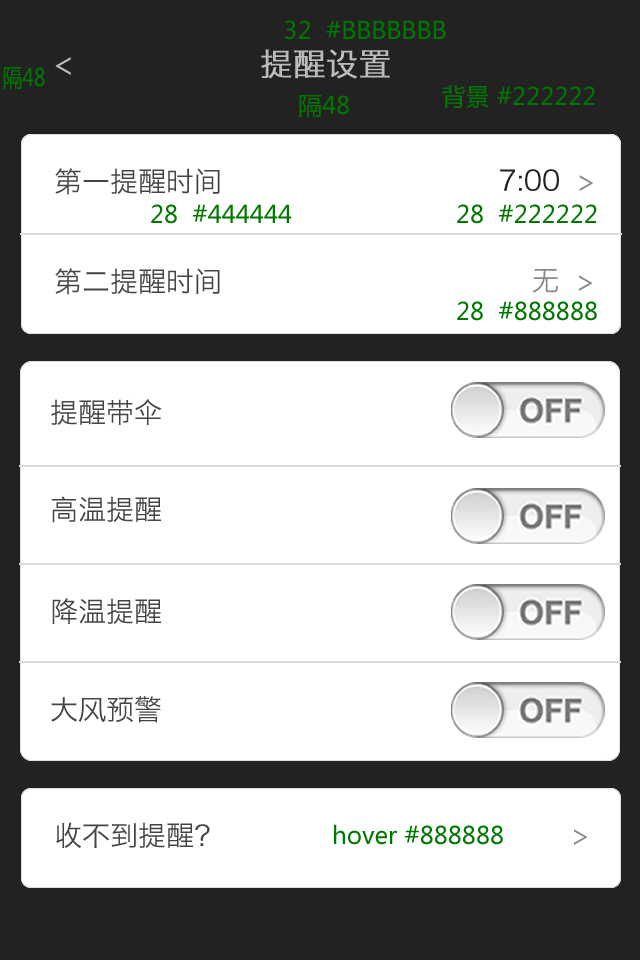 32 #BBBBBBB
隔48 < 提醒设置
隔48 背景 #222222
第一提醒时间 7:00 >
28 #444444 28 #222222
第二提醒时间 无 >
28 #888888
提醒带伞 OFF
高温提醒 OFF
降温提醒 OFF
大风预警 OFF
收不到提醒? hover #888888 >